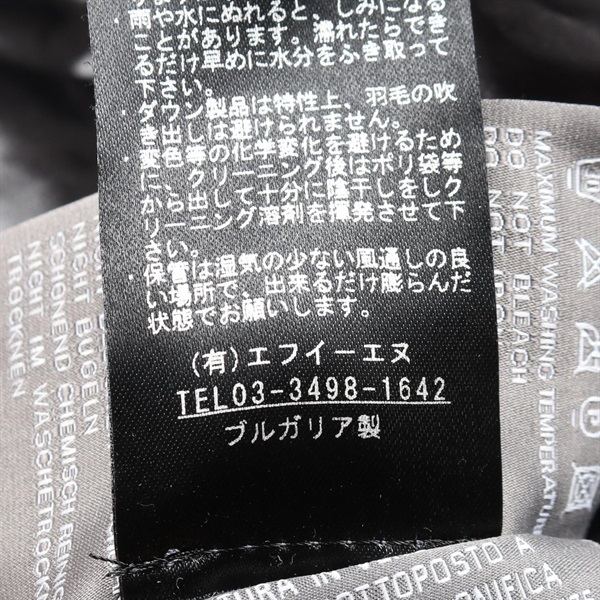 雨や水にぬれると、しみになる
ことがあります。濡れたらでき
るだけ早めに水分をふき取って
下さい。
・ダウン製品は特性上、羽毛の吹
き出しは避けられません。
・変色等の化学変化を避けるため
に、クリーニング後はポリ袋等
から出して十分に陰干しをしク
リーニング溶剤を揮発させて下
さい。
・保管は湿気の少ない風通しの良
い場所で、出来るだけ膨らんだ
状態でお願いします。
(有)エフイーエヌ
TEL03-3498-1642
ブルガリア製
MAXIMUM WASHING TEMPERATUR
DO NOT BLEACH
DO NOT
NICHT BÜGELN
SCHONEND CHEMISCH REINIG
NICHT IM WÄSCHETROCKN
TROCKNEN
TURA IN
OTTOPOSTO A
NIFICA